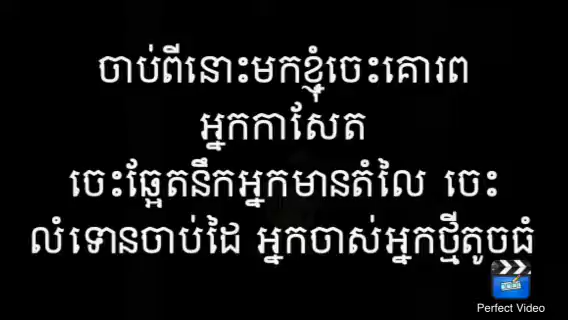 ចាប់ពីនោះមកខ្ញុំចេះគោរព
អ្នកកាសែត
ចេះឆ្អែតនឹកអ្នកមានតំលៃ ចេះ
លំទោនចាប់ដៃ អ្នកចាស់អ្នកថ្មីតូចធំ
Perfect Video